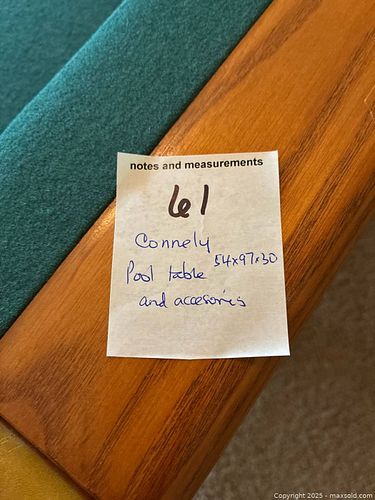 notes and measurements
61
Connely
Pool table 54x97x30
and accesoris
Copyright 2025 - maxsold.com